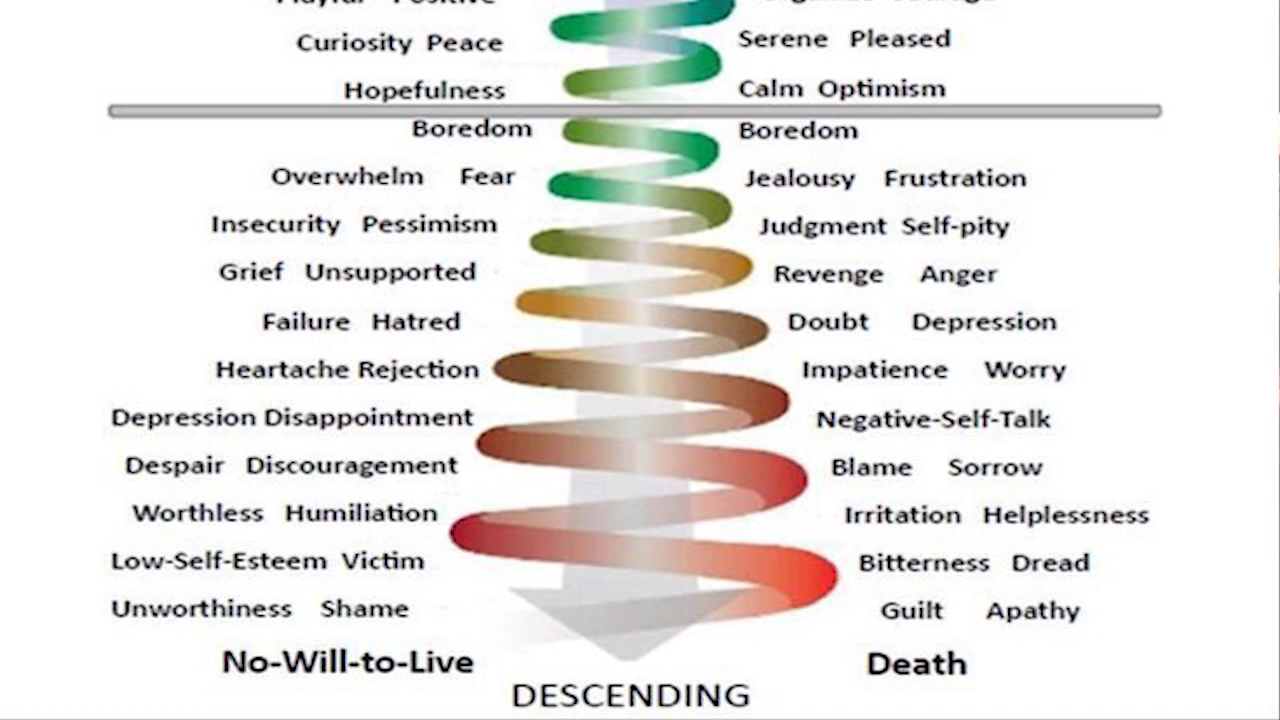 Playful Positive
Curiosity Peace Serene Pleased
Hopefulness Calm Optimism
Boredom Boredom
Overwhelm Fear Jealousy Frustration
Insecurity Pessimism Judgment Self-pity
Grief Unsupported Revenge Anger
Failure Hatred Doubt Depression
Heartache Rejection Impatience Worry
Depression Disappointment Negative-Self-Talk
Despair Discouragement Blame Sorrow
Worthless Humiliation Irritation Helplessness
Low-Self-Esteem Victim Bitterness Dread
Unworthiness Shame Guilt Apathy
No-Will-to-Live Death
DESCENDING